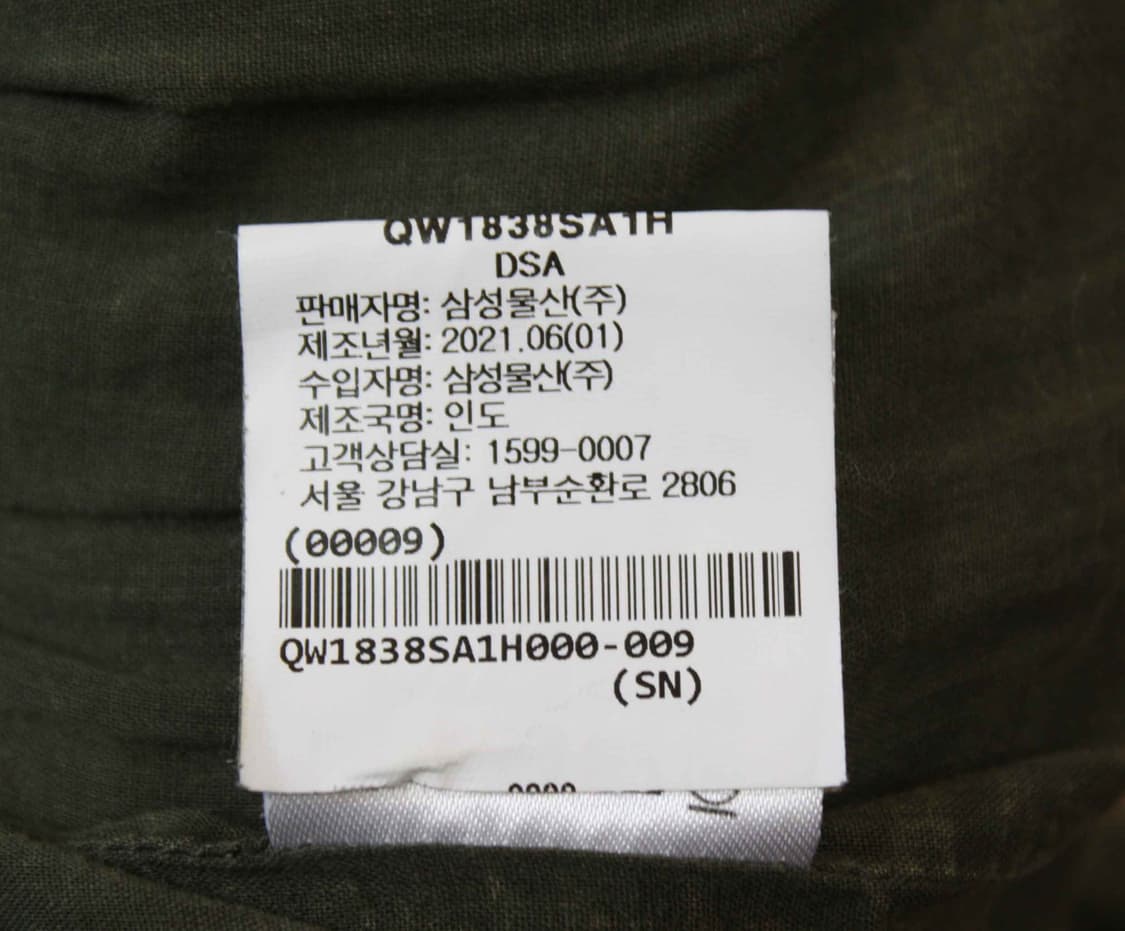 QW1838SA1H
DSA
판매자명: 삼성물산(주)
제조년월: 2021.06(01)
수입자명: 삼성물산(주)
제조국명: 인도
고객상담실: 1599-0007
서울 강남구 남부순환로 2806
(00009)
QW1838SA1H000-009
(SN)